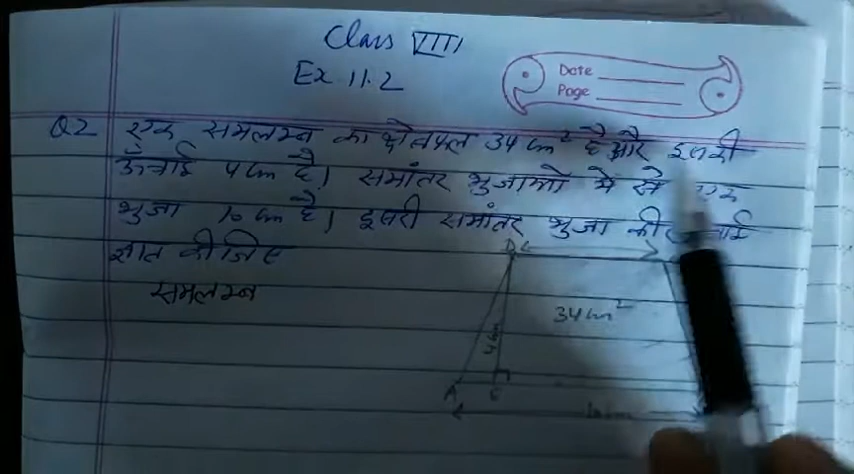 Class VIII
Ex 11.2
Date
Page
Q2 एक समलम्ब का क्षेत्रफल 34 cm² है और इसकी
ऊँचाई 4 cm है। समांतर भुजाओं में से एक
भुजा 10 cm है। दूसरी समांतर भुजा की
ज्ञात कीजिए
समलम्ब
D
34 cm²
4cm
A
E